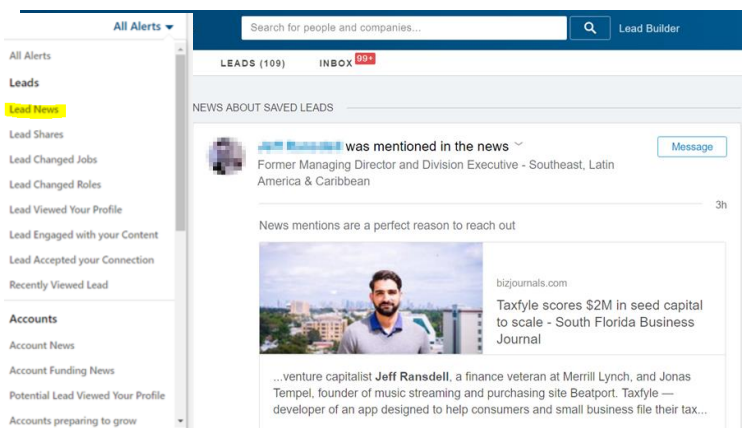 All Alerts
All Alerts
Leads
Lead News
Lead Shares
Lead Changed Jobs
Lead Changed Roles
Lead Viewed Your Profile
Lead Engaged with your Content
Lead Accepted your Connection
Recently Viewed Lead
Accounts
Account News
Account Funding News
Potential Lead Viewed Your Profile
Accounts preparing to grow
Search for people and companies...
Lead Builder
LEADS (109) INBOX 99+
NEWS ABOUT SAVED LEADS
was mentioned in the news
Message
Former Managing Director and Division Executive - Southeast, Latin
America & Caribbean
3h
News mentions are a perfect reason to reach out
bizjournals.com
Taxfyle scores $2M in seed capital
to scale - South Florida Business
Journal
...venture capitalist Jeff Ransdell, a finance veteran at Merrill Lynch, and Jonas
Tempel, founder of music streaming and purchasing site Beatport. Taxfyle —
developer of an app designed to help consumers and small business file their tax...